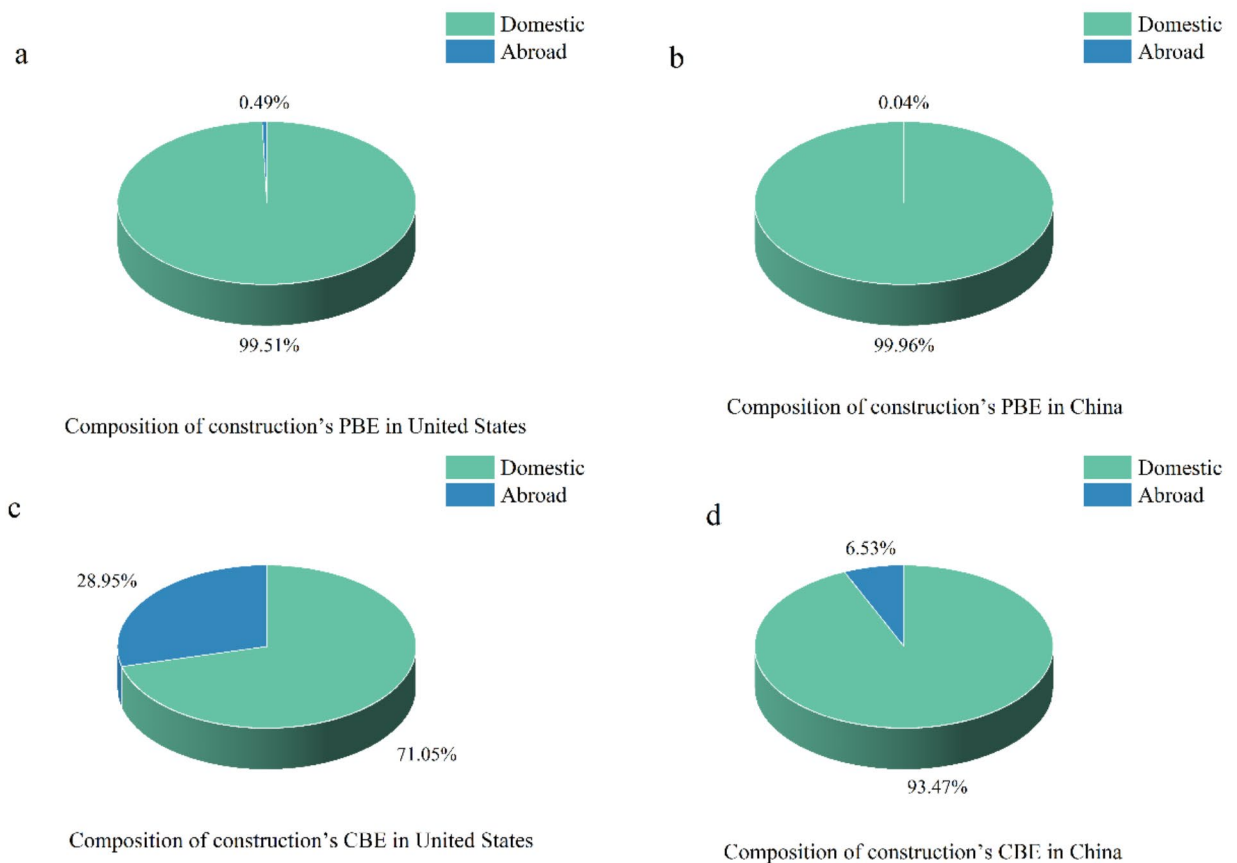 Domestic
Abroad
a
0.49%
99.51%
Composition of construction's PBE in United States
Domestic
Abroad
b
0.04%
99.96%
Composition of construction's PBE in China
Domestic
Abroad
c
28.95%
71.05%
Composition of construction's CBE in United States
Domestic
Abroad
d
6.53%
93.47%
Composition of construction's CBE in China